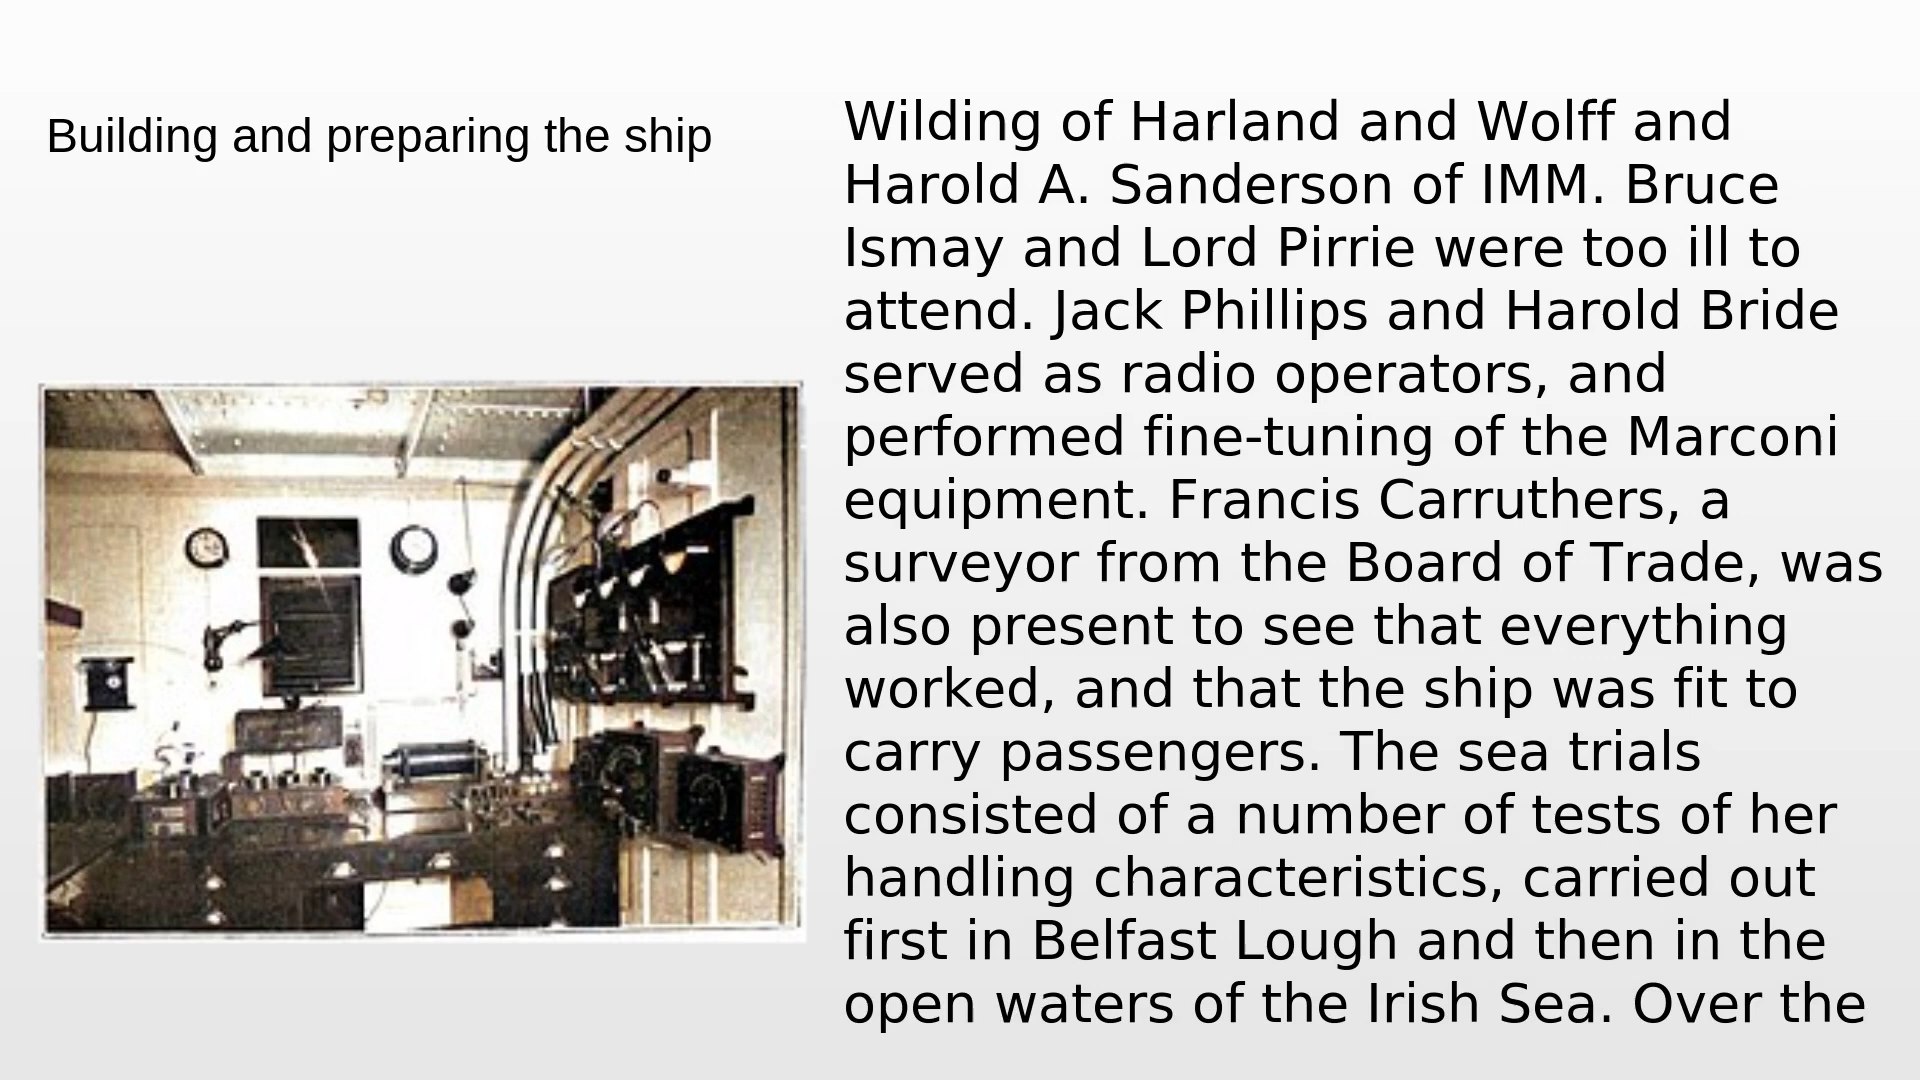 Building and preparing the ship
Wilding of Harland and Wolff and
Harold A. Sanderson of IMM. Bruce
Ismay and Lord Pirrie were too ill to
attend. Jack Phillips and Harold Bride
served as radio operators, and
performed fine-tuning of the Marconi
equipment. Francis Carruthers, a
surveyor from the Board of Trade, was
also present to see that everything
worked, and that the ship was fit to
carry passengers. The sea trials
consisted of a number of tests of her
handling characteristics, carried out
first in Belfast Lough and then in the
open waters of the Irish Sea. Over the